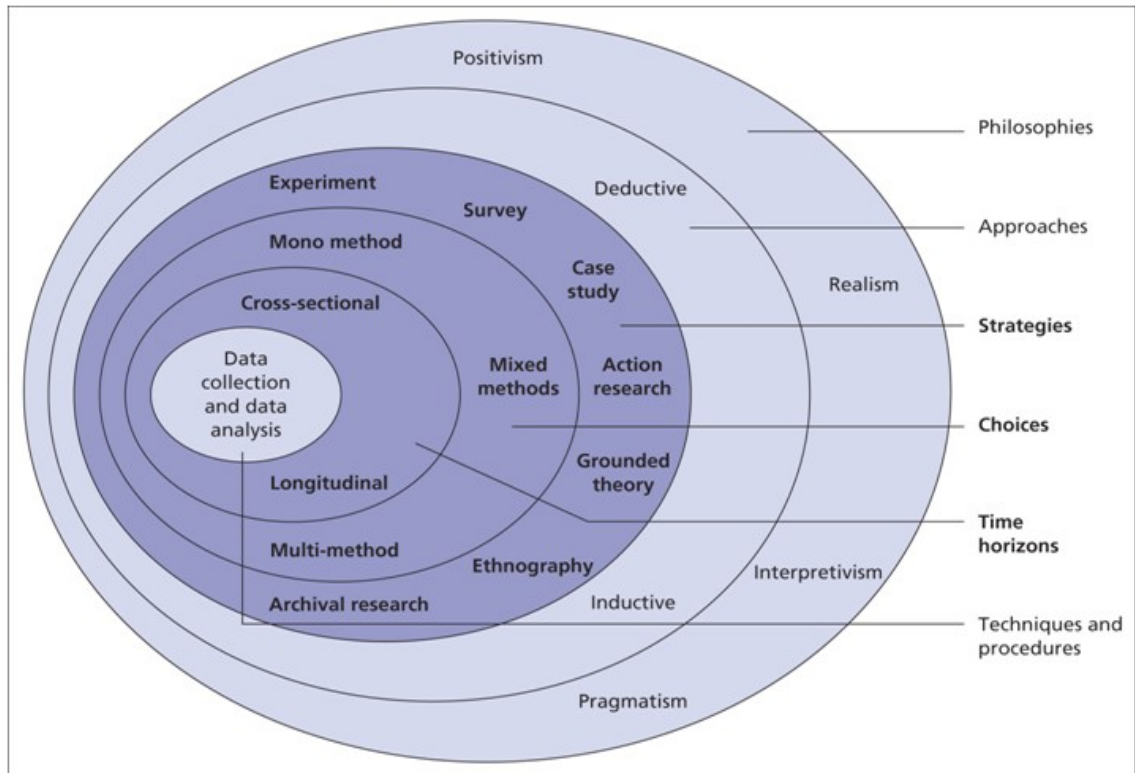 Positivism
Philosophies
Experiment
Deductive
Survey
Approaches
Mono method
Case
study
Realism
Cross-sectional
Strategies
Data
collection
and data
analysis
Mixed
methods
Action
research
Choices
Longitudinal
Grounded
theory
Time
horizons
Multi-method
Ethnography
Interpretivism
Archival research
Inductive
Techniques and
procedures
Pragmatism